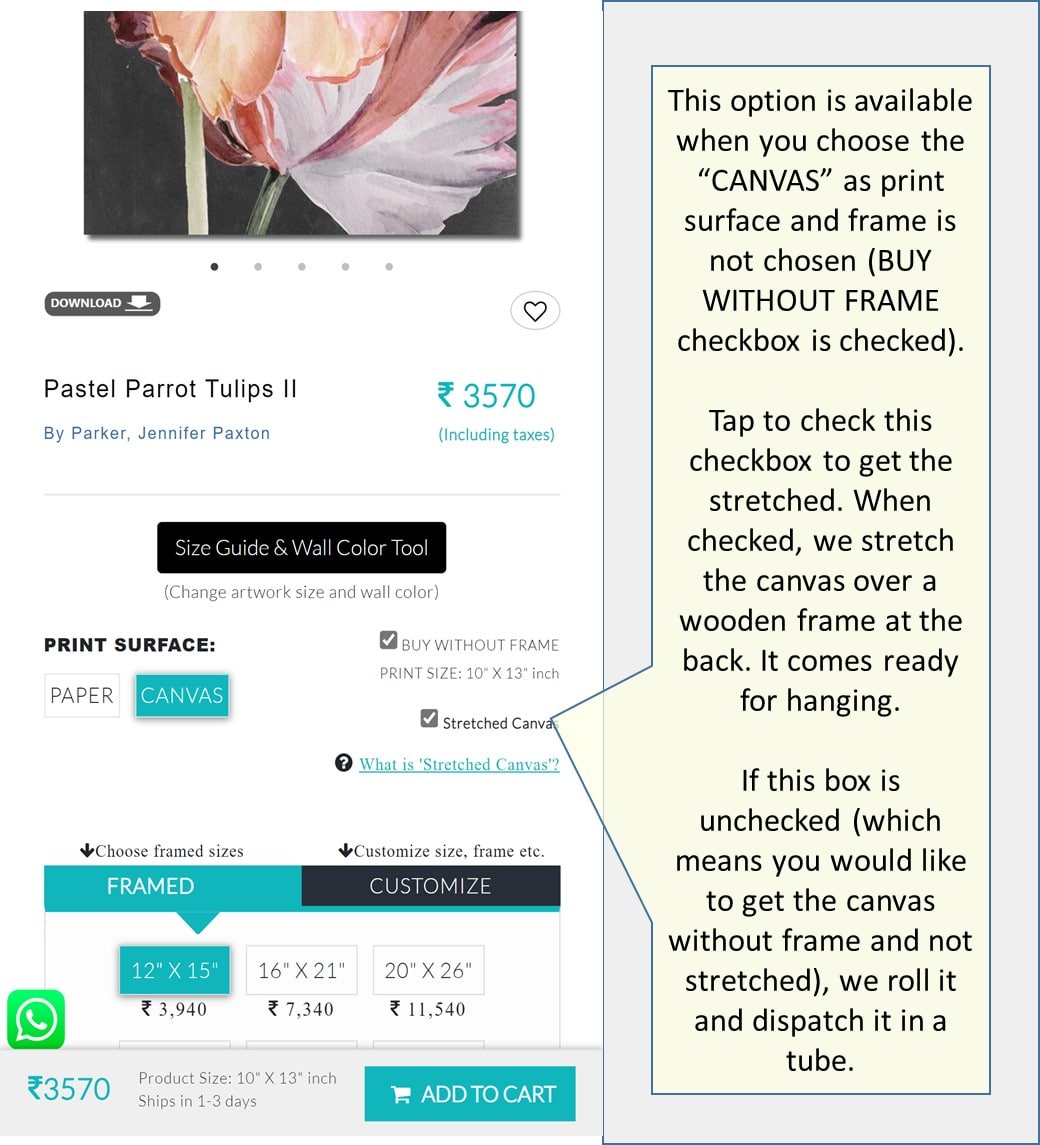 DOWNLOAD
Pastel Parrot Tulips II
₹ 3570
By Parker, Jennifer Paxton
(Including taxes)
Size Guide & Wall Color Tool
(Change artwork size and wall color)
PRINT SURFACE:
BUY WITHOUT FRAME
PRINT SIZE: 10" X 13" inch
PAPER
CANVAS
Stretched Canvas
What is 'Stretched Canvas'?
Choose framed sizes
Customize size, frame etc.
FRAMED
CUSTOMIZE
12" X 15"
16" X 21"
20" X 26"
₹ 3,940
₹ 7,340
₹ 11,540
₹3570
Product Size: 10" X 13" inch
Ships in 1-3 days
ADD TO CART
This option is available
when you choose the
“CANVAS” as print
surface and frame is
not chosen (BUY
WITHOUT FRAME
checkbox is checked).
Tap to check this
checkbox to get the
stretched. When
checked, we stretch
the canvas over a
wooden frame at the
back. It comes ready
for hanging.
If this box is
unchecked (which
means you would like
to get the canvas
without frame and not
stretched), we roll it
and dispatch it in a
tube.